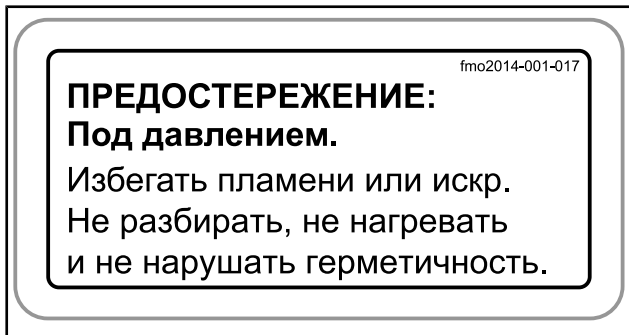 fmo2014-001-017
ПРЕДОСТЕРЕЖЕНИЕ:
Под давлением.
Избегать пламени или искр.
Не разбирать, не нагревать
и не нарушать герметичность.